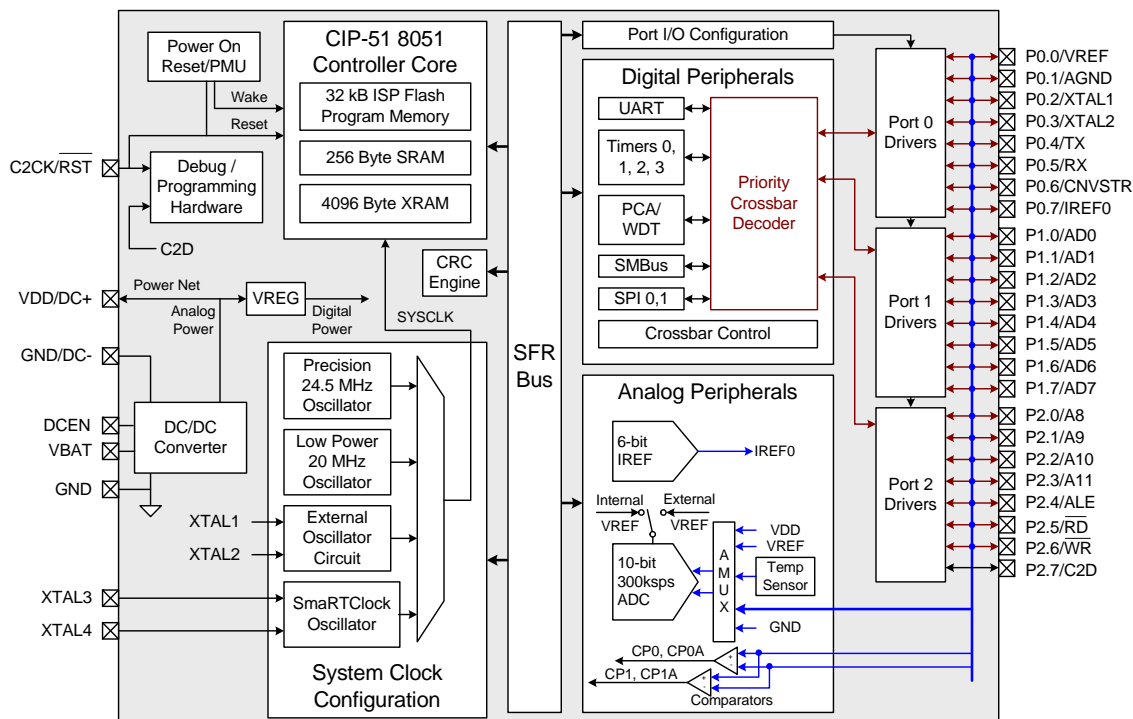 Power On
Reset/PMU
Wake
Reset
C2CK/RST
Debug /
Programming
Hardware
C2D
VDD/DC+
Power Net
Analog
Power
VREG
Digital
Power
GND/DC-
DCEN
VBAT
GND
DC/DC
Converter
XTAL1
XTAL2
XTAL3
XTAL4
CIP-51 8051
Controller Core
32 kB ISP Flash
Program Memory
256 Byte SRAM
4096 Byte XRAM
CRC
Engine
SYSCLK
Precision
24.5 MHz
Oscillator
Low Power
20 MHz
Oscillator
External
Oscillator
Circuit
SmaRTClock
Oscillator
System Clock
Configuration
SFR
Bus
Port I/O Configuration
Digital Peripherals
UART
Timers 0,
1, 2, 3
PCA/
WDT
SMBus
SPI 0,1
Priority
Crossbar
Decoder
Crossbar Control
Analog Peripherals
6-bit
IREF
IREF0
Internal
VREF
External
VREF
10-bit
300ksps
ADC
A
M
U
X
VDD
VREF
Temp
Sensor
GND
CP0, CP0A
+
-
CP1, CP1A
+
-
Comparators
Port 0
Drivers
Port 1
Drivers
Port 2
Drivers
P0.0/VREF
P0.1/AGND
P0.2/XTAL1
P0.3/XTAL2
P0.4/TX
P0.5/RX
P0.6/CNVSTR
P0.7/IREF0
P1.0/AD0
P1.1/AD1
P1.2/AD2
P1.3/AD3
P1.4/AD4
P1.5/AD5
P1.6/AD6
P1.7/AD7
P2.0/A8
P2.1/A9
P2.2/A10
P2.3/A11
P2.4/ALE
P2.5/RD
P2.6/WR
P2.7/C2D